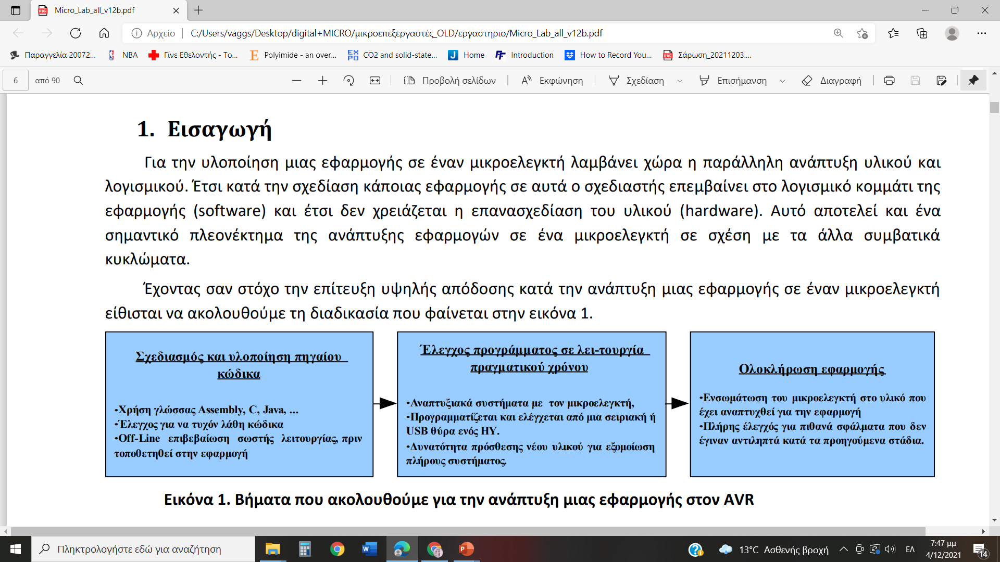 Micro_Lab_all_v12b.pdf
Αρχείο | C:/Users/vaggs/Desktop/digital+MICRO/μικροεπεξεργαστές_OLD/εργαστηριο/Micro_Lab_all_v12b.pdf
Παραγγελία 20072... NBA Γίνε Εθελοντής - Το... Polyimide - an over... CO2 and solid-state... Home Introduction How to Record You... Σάρωση_20211203....
6 από 90 Προβολή σελίδων Εκφώνηση Σχεδίαση Επισήμανση Διαγραφή
1. Εισαγωγή
Για την υλοποίηση μιας εφαρμογής σε έναν μικροελεγκτή λαμβάνει χώρα η παράλληλη ανάπτυξη υλικού και
λογισμικού. Έτσι κατά την σχεδίαση κάποιας εφαρμογής σε αυτά ο σχεδιαστής επεμβαίνει στο λογισμικό κομμάτι της
εφαρμογής (software) και έτσι δεν χρειάζεται η επανασχεδίαση του υλικού (hardware). Αυτό αποτελεί και ένα
σημαντικό πλεονέκτημα της ανάπτυξης εφαρμογών σε ένα μικροελεγκτή σε σχέση με τα άλλα συμβατικά
κυκλώματα.
Έχοντας σαν στόχο την επίτευξη υψηλής απόδοσης κατά την ανάπτυξη μιας εφαρμογής σε έναν μικροελεγκτή
είθισται να ακολουθούμε τη διαδικασία που φαίνεται στην εικόνα 1.
Σχεδιασμός και υλοποίηση πηγαίου
κώδικα
•Χρήση γλώσσας Assembly, C, Java, ...
•Έλεγχος για να τυχόν λάθη κώδικα
•Off-Line επιβεβαίωση σωστής λειτουργίας, πριν
τοποθετηθεί στην εφαρμογή
Έλεγχος προγράμματος σε λει-τουργία
πραγματικού χρόνου
•Αναπτυξιακά συστήματα με τον μικροελεγκτή,
•Προγραμματίζεται και ελέγχεται από μια σειριακή ή
USB θύρα ενός ΗΥ.
•Δυνατότητα πρόσθεσης νέου υλικού για εξομοίωση
πλήρους συστήματος.
Ολοκλήρωση εφαρμογής
•Ενσωμάτωση του μικροελεγκτή στο υλικό που
έχει αναπτυχθεί για την εφαρμογή
•Πλήρης έλεγχός για πιθανά σφάλματα που δεν
έγιναν αντιληπτά κατά τα προηγούμενα στάδια.
Εικόνα 1. Βήματα που ακολουθούμε για την ανάπτυξη μιας εφαρμογής στον AVR
Πληκτρολογήστε εδώ για αναζήτηση
13°C Ασθενής βροχή ΕΛ
7:47 μμ
4/12/2021
14